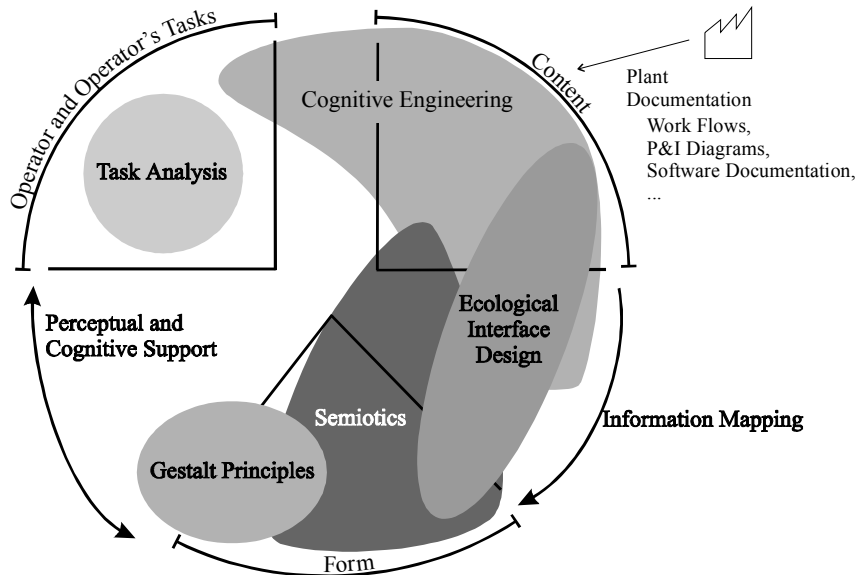 Operator and Operator's Tasks
Content
Cognitive Engineering
Plant
Documentation
Work Flows,
P&I Diagrams,
Software Documentation,
...
Task Analysis
Perceptual and
Cognitive Support
Ecological
Interface
Design
Semiotics
Information Mapping
Gestalt Principles
Form